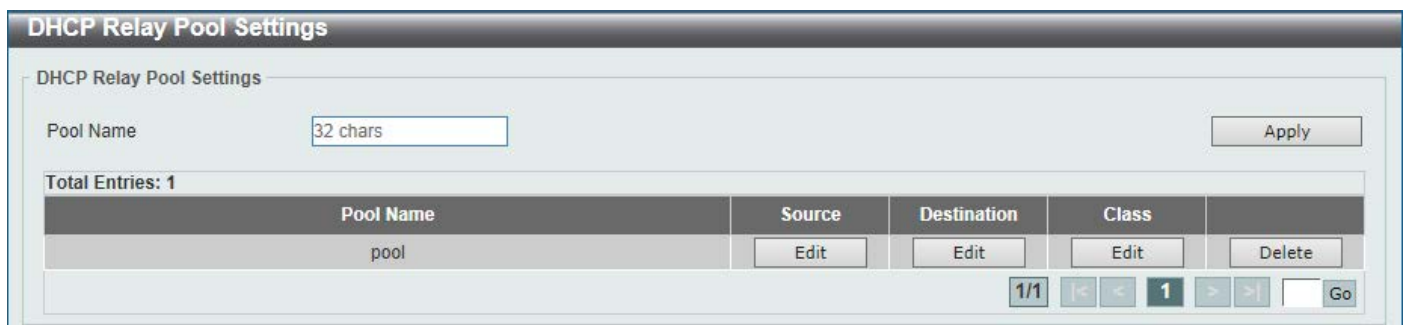 DHCP Relay Pool Settings
DHCP Relay Pool Settings
Pool Name 32 chars Apply
Total Entries: 1
Pool Name Source Destination Class
pool Edit Edit Edit Delete
1/1 |< < 1 > >| Go